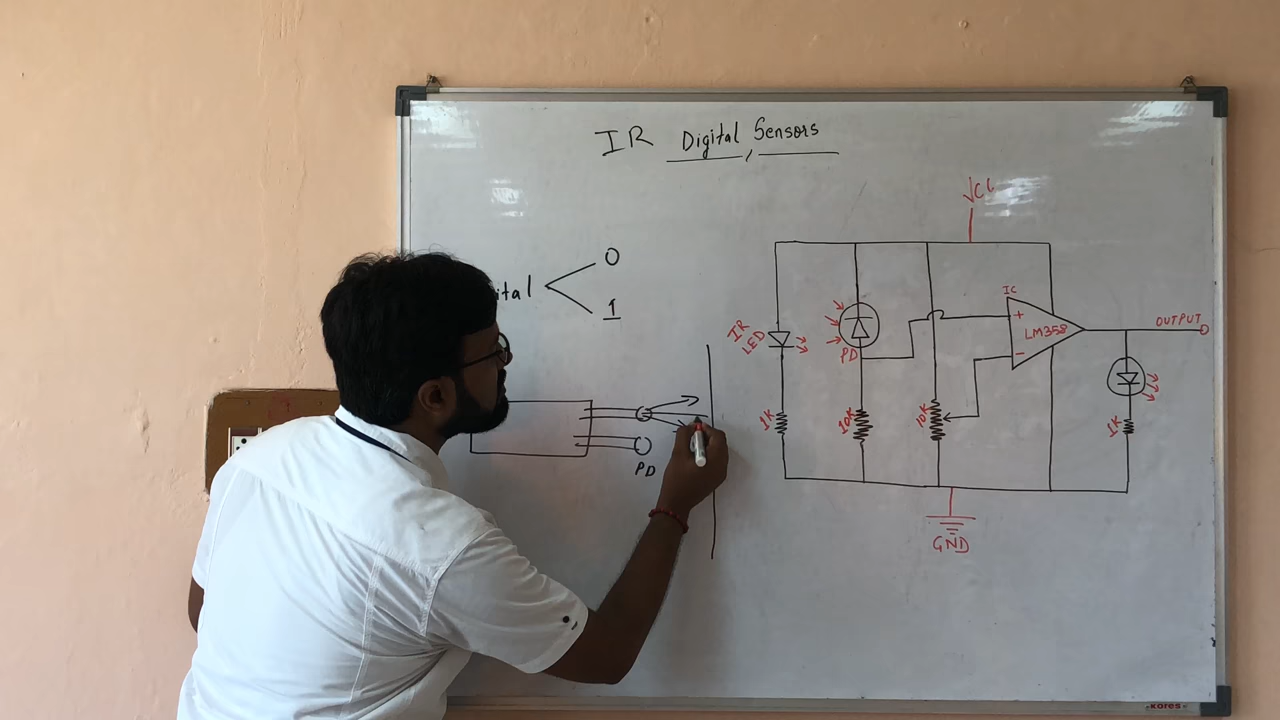 IR Digital, Sensors
VCC
0
ital
1
IC
+
LM358
-
OUTPUT
IR
LED
PD
1K
10K
10K
1K
PD
GND
KORES